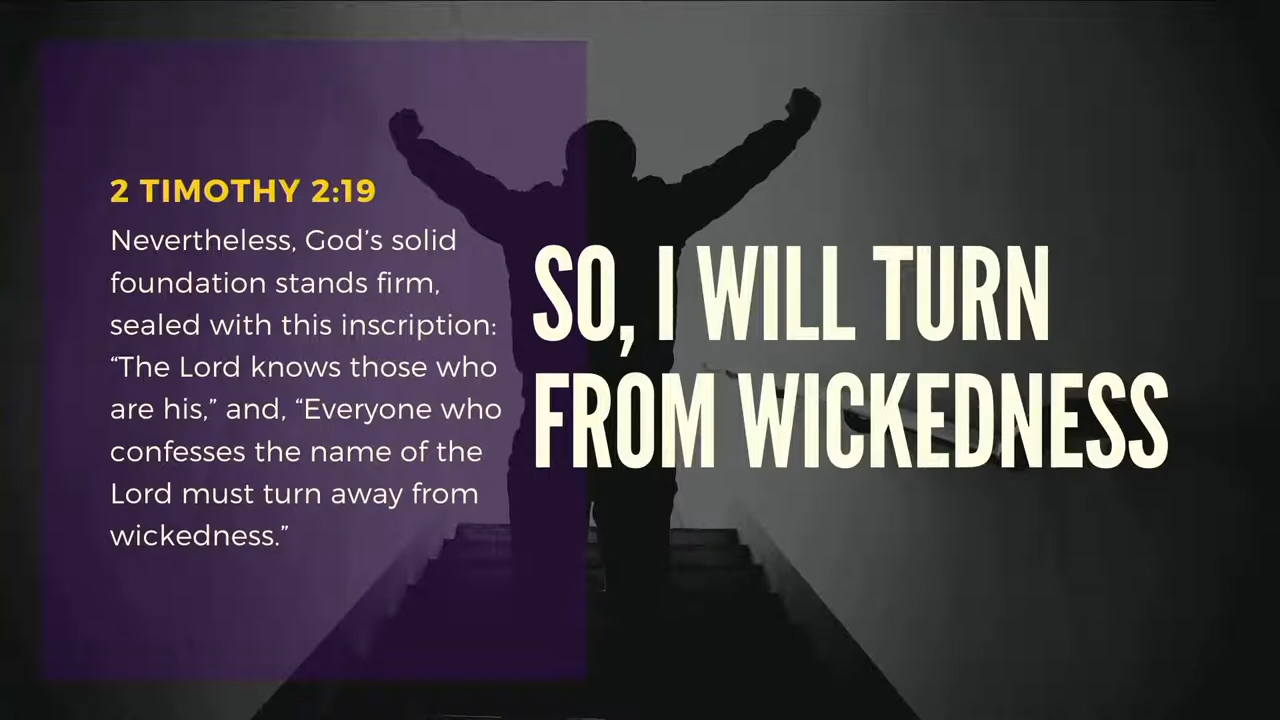 2 TIMOTHY 2:19
Nevertheless, God’s solid
foundation stands firm,
sealed with this inscription:
“The Lord knows those who
are his,” and, “Everyone who
confesses the name of the
Lord must turn away from
wickedness.”
SO, I WILL TURN
FROM WICKEDNESS